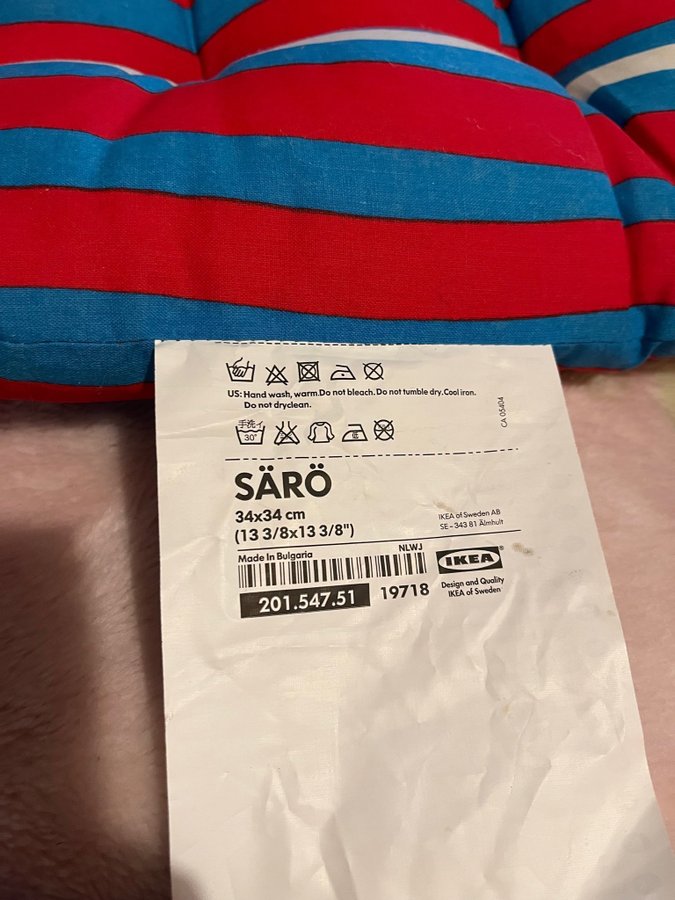 US: Hand wash, warm.Do not bleach.Do not tumble dry.Cool iron.
Do not dryclean.
CA 05404
手洗イ
30°
SÄRÖ
34x34 cm
(13 3/8x13 3/8")
IKEA of Sweden AB
SE - 343 81 Älmhult
Made In Bulgaria
NLWJ
IKEA®
201.547.51
19718
Design and Quality
IKEA of Sweden